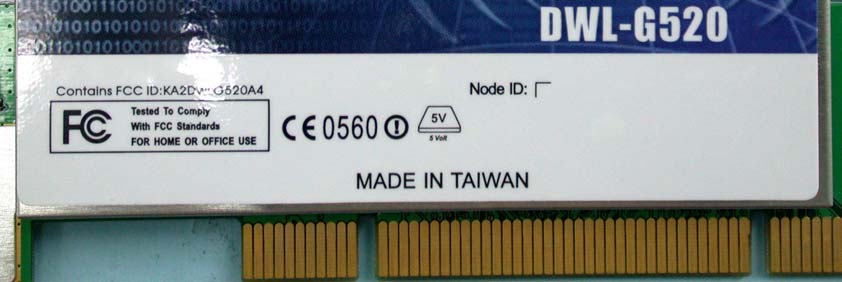 DWL-G520
Contains FCC ID:KA2DWLG520A4
Node ID:
FC
Tested To Comply
With FCC Standards
FOR HOME OR OFFICE USE
CE 0560
5V
5 Volt
MADE IN TAIWAN